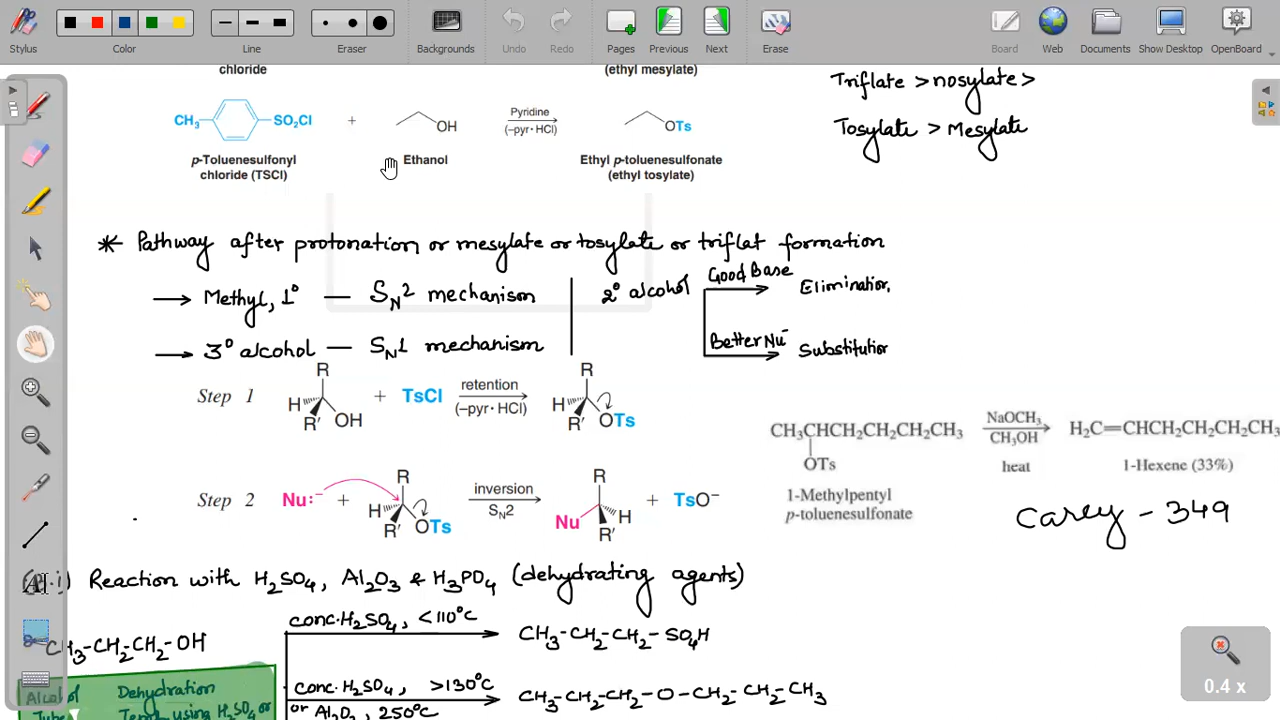 Stylus
Color
Line
Eraser
Backgrounds
Undo
Redo
Pages
Previous
Next
Erase
Board
Web
Documents
Show Desktop
OpenBoard
chloride
(ethyl mesylate)
Triflate > nosylate >
Tosylate > Mesylate
CH₃ SO₂Cl + OH Pyridine (–pyr·HCl) OTs
p-Toluenesulfonyl chloride (TSCl)
Ethanol
Ethyl p-toluenesulfonate (ethyl tosylate)
* Pathway after protonation or mesylate or tosylate or triflat formation
→ Methyl, 1° — SN2 mechanism
→ 3° alcohol — SN1 mechanism
2° alcohol
Good Base → Elimination
Better Nu⁻ → Substitution
Step 1 R H R' OH + TsCl retention (–pyr·HCl) R H R' OTs
Step 2 Nu:⁻ + R H R' OTs inversion SN2 R Nu H R' + TsO⁻
CH₃CHCH₂CH₂CH₂CH₃ NaOCH₃ CH₃OH heat H₂C=CHCH₂CH₂CH₂CH₃
OTs
1-Hexene (33%)
1-Methylpentyl
p-toluenesulfonate
Carey - 349
Reaction with H₂SO₄, Al₂O₃ & H₃PO₄ (dehydrating agents)
CH₃-CH₂-CH₂-OH
conc.H₂SO₄, <110°C
CH₃-CH₂-CH₂-SO₄H
conc.H₂SO₄, >130°C
or Al₂O₃, 250°C
CH₃-CH₂-CH₂-O-CH₂-CH₂-CH₃
Dehydration
0.4 x